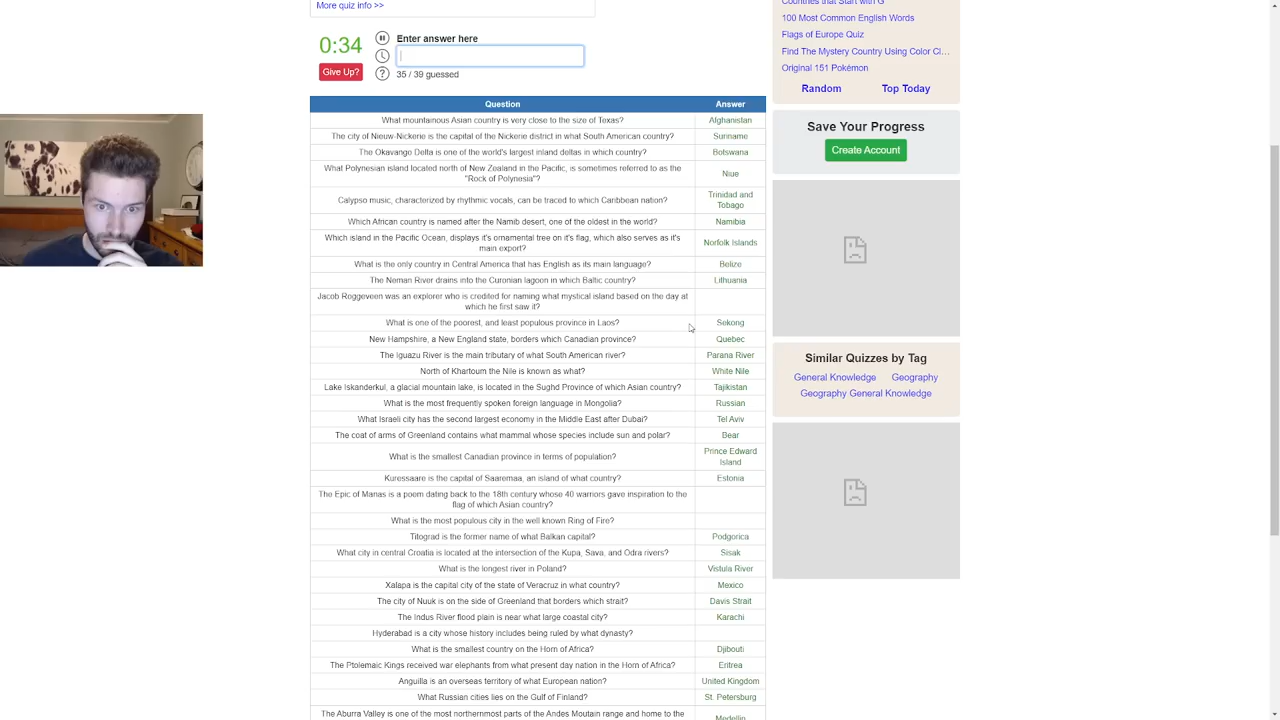 More quiz info >>
Countries that Start with G
100 Most Common English Words
Flags of Europe Quiz
Find The Mystery Country Using Color Cl...
Original 151 Pokémon
Random
Top Today
0:34
Enter answer here
Give Up?
35 / 39 guessed
Save Your Progress
Create Account
Question Answer
What mountainous Asian country is very close to the size of Texas? Afghanistan
The city of Nieuw-Nickerie is the capital of the Nickerie district in what South American country? Suriname
The Okavango Delta is one of the world's largest inland deltas in which country? Botswana
What Polynesian island located north of New Zealand in the Pacific, is sometimes referred to as the
"Rock of Polynesia"?
Niue
Calypso music, characterized by rhythmic vocals, can be traced to which Caribbean nation?
Trinidad and
Tobago
Which African country is named after the Namib desert, one of the oldest in the world? Namibia
Which island in the Pacific Ocean, displays it's ornamental tree on it's flag, which also serves as it's
main export?
Norfolk Islands
What is the only country in Central America that has English as its main language? Belize
The Neman River drains into the Curonian lagoon in which Baltic country? Lithuania
Jacob Roggeveen was an explorer who is credited for naming what mystical island based on the day at
which he first saw it?
What is one of the poorest, and least populous province in Laos? Sekong
New Hampshire, a New England state, borders which Canadian province? Quebec
The Iguazu River is the main tributary of what South American river? Parana River
North of Khartoum the Nile is known as what? White Nile
Lake Iskanderkul, a glacial mountain lake, is located in the Sughd Province of which Asian country? Tajikistan
What is the most frequently spoken foreign language in Mongolia? Russian
What Israeli city has the second largest economy in the Middle East after Dubai? Tel Aviv
The coat of arms of Greenland contains what mammal whose species include sun and polar? Bear
What is the smallest Canadian province in terms of population?
Prince Edward
Island
Kuressaare is the capital of Saaremaa, an island of what country? Estonia
The Epic of Manas is a poem dating back to the 18th century whose 40 warriors gave inspiration to the
flag of which Asian country?
What is the most populous city in the well known Ring of Fire?
Titograd is the former name of what Balkan capital? Podgorica
What city in central Croatia is located at the intersection of the Kupa, Sava, and Odra rivers? Sisak
What is the longest river in Poland? Vistula River
Xalapa is the capital city of the state of Veracruz in what country? Mexico
The city of Nuuk is on the side of Greenland that borders which strait? Davis Strait
The Indus River flood plain is near what large coastal city? Karachi
Hyderabad is a city whose history includes being ruled by what dynasty?
What is the smallest country on the Horn of Africa? Djibouti
The Ptolemaic Kings received war elephants from what present day nation in the Horn of Africa? Eritrea
Anguilla is an overseas territory of what European nation? United Kingdom
What Russian cities lies on the Gulf of Finland? St. Petersburg
The Aburra Valley is one of the most northernmost parts of the Andes Moutain range and home to the
Medellin
Similar Quizzes by Tag
General Knowledge
Geography
Geography General Knowledge